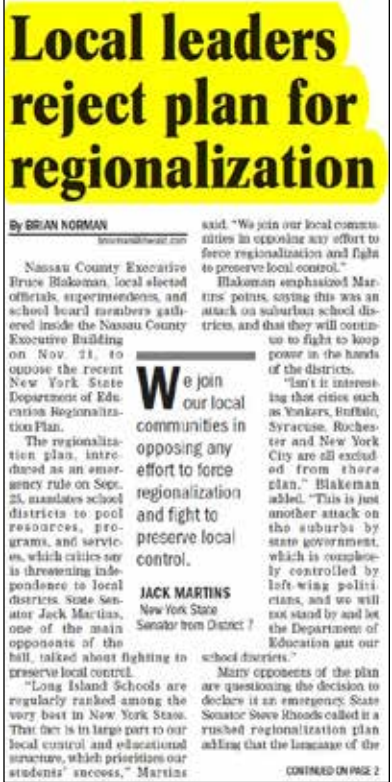 Local leaders
reject plan for
regionalization
By BRIAN NORMAN
bnorman@liherald.com
Nassau County Executive
Bruce Blakeman, local elected
officials, superintendents, and
school board members gath-
ered inside the Nassau County
Executive Building
on Nov. 21, to
oppose the recent
New York State
Department of Edu-
cation Regionaliza-
tion Plan.
The regionaliza-
tion plan, intro-
duced as an emer-
gency rule on Sept.
25, mandates school
districts to pool
resources, pro-
grams, and servic-
es, which critics say
is threatening inde-
pendence to local
districts. State Sen-
ator Jack Martins,
one of the main
opponents of the
bill, talked about fighting to
preserve local control.
"Long Island Schools are
regularly ranked among the
very best in New York State.
That fact is in large part to our
local control and educational
structure, which prioritizes our
students' success," Martins
We join
our local
communities in
opposing any
effort to force
regionalization
and fight to
preserve local
control.
JACK MARTINS
New York State
Senator from District 7
said. "We join our local commu-
nities in opposing any effort to
force regionalization and fight
to preserve local control."
Blakeman emphasized Mar-
tins' points, saying this was an
attack on suburban school dis-
tricts, and that they will contin-
ue to fight to keep
power in the hands
of the districts.
"Isn't it interest-
ing that cities such
as Yonkers, Buffalo,
Syracuse, Roches-
ter and New York
City are all exclud-
ed from there
plan," Blakeman
added. "This is just
another attack on
the suburbs by
state government,
which is complete-
ly controlled by
left-wing politi-
cians, and we will
not stand by and let
the Department of
Education gut our
school districts."
Many opponents of the plan
are questioning the decision to
declare it an emergency. State
Senator Steve Rhoads called it a
rushed regionalization plan
adding that the language of the
CONTINUED ON PAGE 2